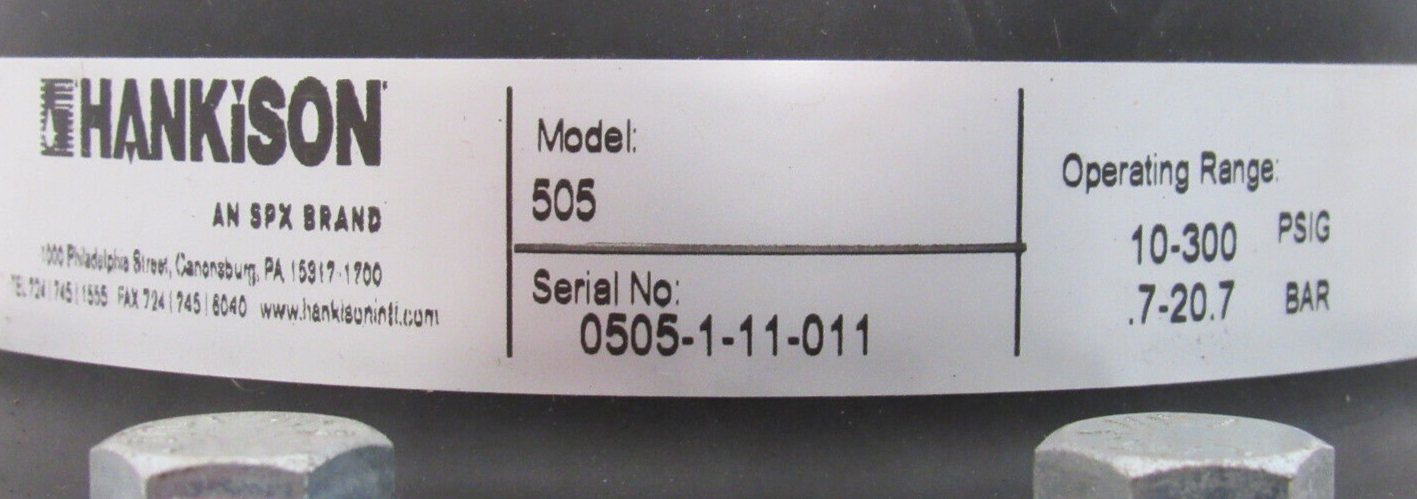 HANKiSON
AN SPX BRAND
1000 Philadelphia Street, Canonsburg, PA 15317-1700
TEL 724|745|1555 FAX 724|745|6040 www.hankisonintl.com
Model:
505
Serial No:
0505-1-11-011
Operating Range:
10-300 PSIG
.7-20.7 BAR